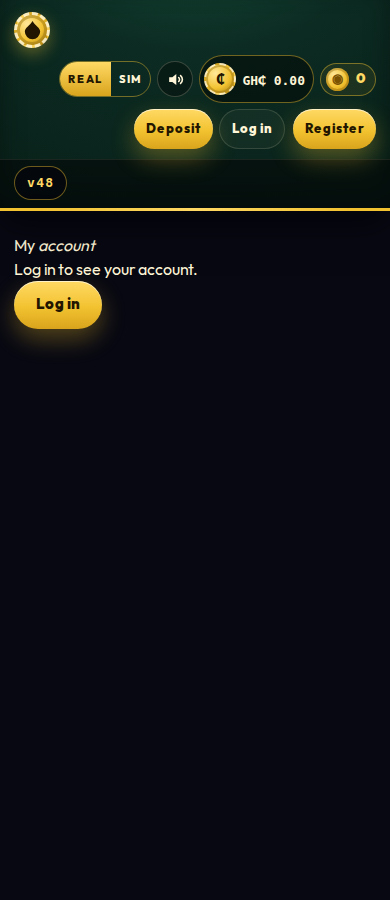 REAL SIM GH₵ 0.00 0
Deposit Log in Register
v48
My account
Log in to see your account.
Log in